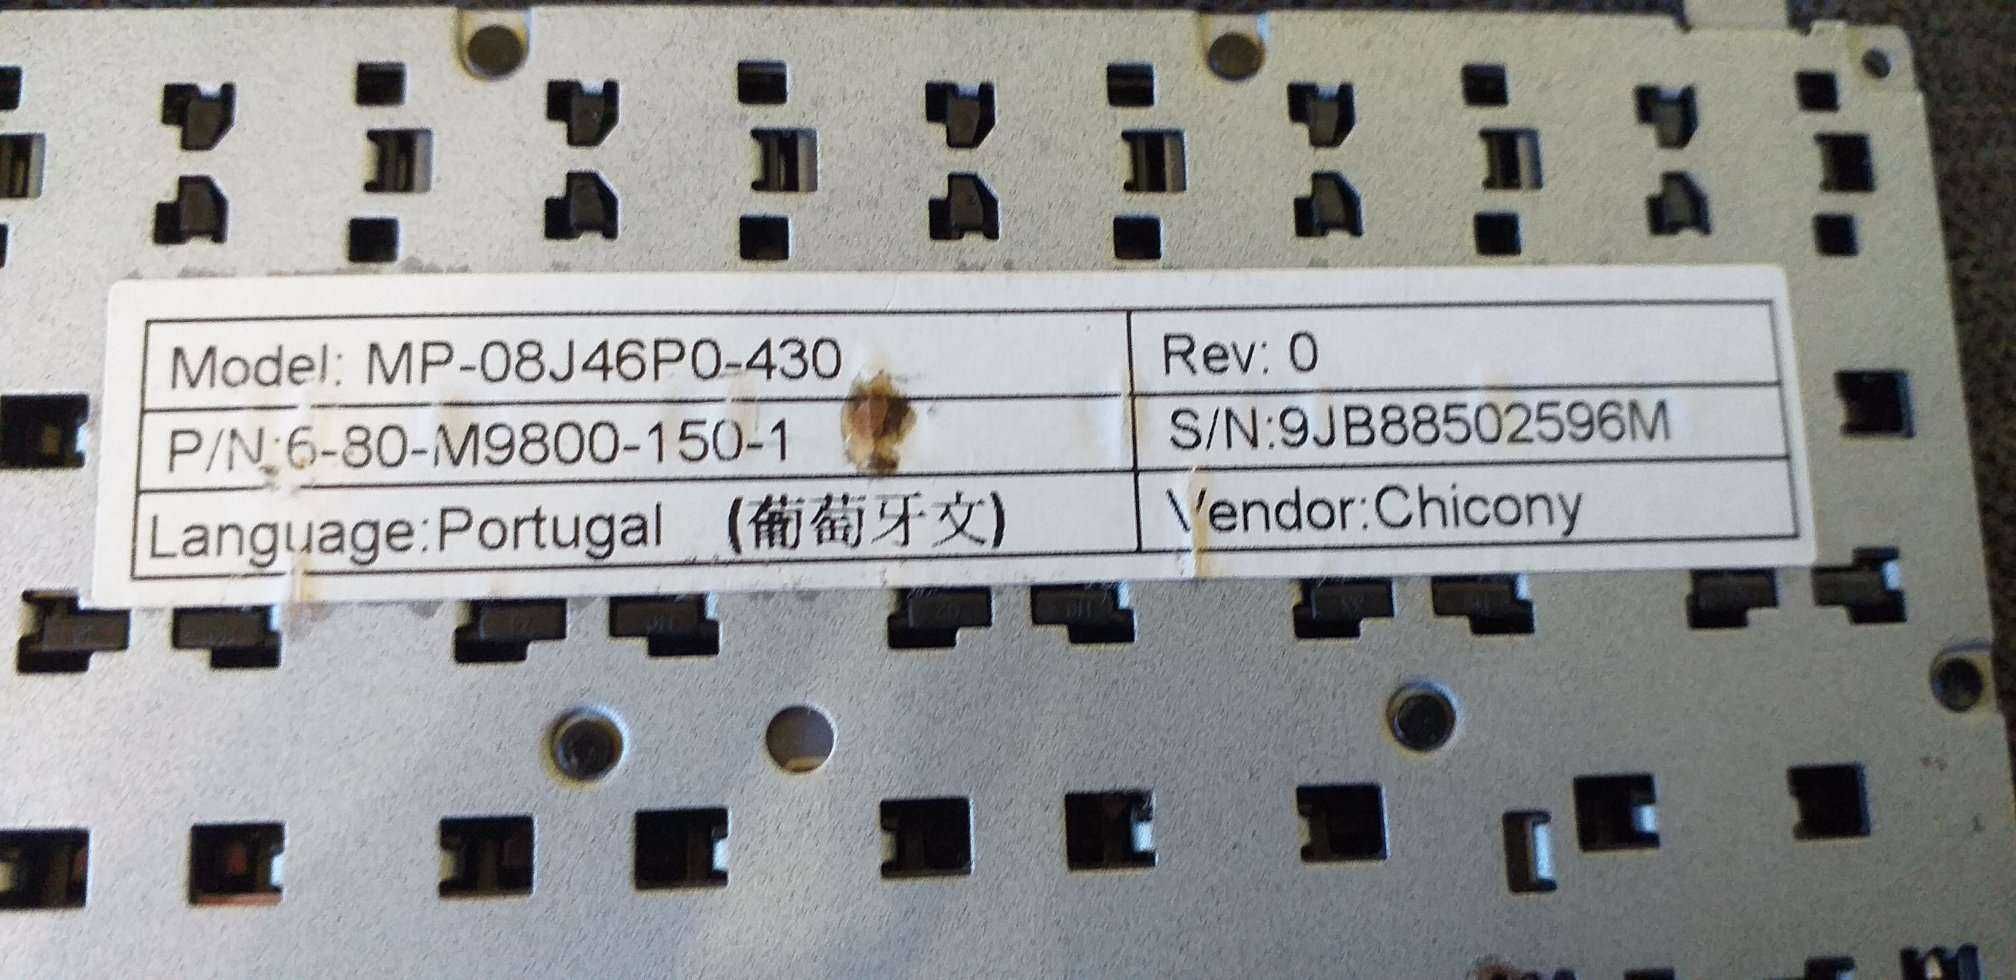 Model: MP-08J46P0-430
Rev: 0
P/N:6-80-M9800-150-1
S/N:9JB88502596M
Language:Portugal (葡萄牙文)
Vendor:Chicony